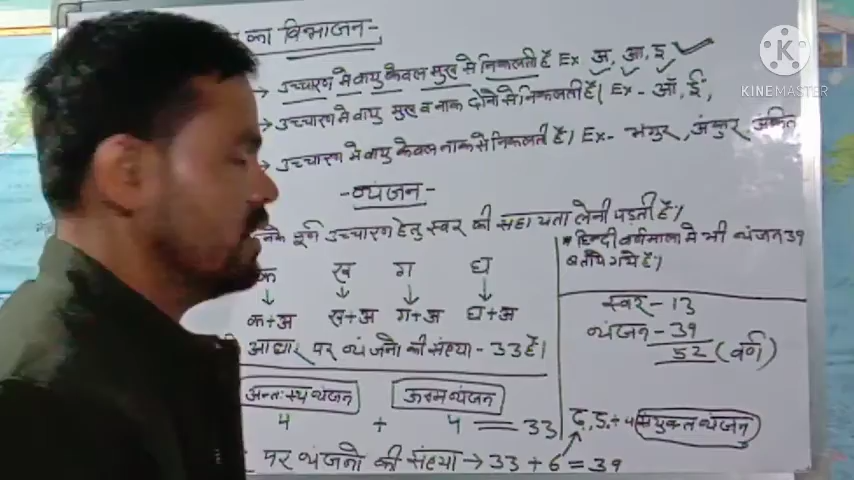 का विभाजन-
→ उच्चारण मे वायु केवल मुख से निकलती है Ex अ, आ, इ
KINEMASTER
→ उच्चारण मे वायु मुख व नाक दोनो से निकलती है। Ex - आँ, ईं,
→ उच्चारण मे वायु केवल नाक से निकलती है। Ex- भंगुर, अंकुर,
-व्यंजन-
पूर्ण उच्चारण हेतु स्वर की सहायता लेनी पड़ती है।
* हिन्दी वर्णमाला मे भी व्यंजन 39
बताये गये है।
क ख ग घ
↓ ↓ ↓ ↓
क+अ ख+अ ग+अ घ+अ
स्वर - 13
व्यंजन - 39
52 (वर्ण)
आधार पर व्यंजनो की संख्या - 33 है।
अन्तःस्थ व्यंजन ऊष्म व्यंजन
4 + 4 = 33
ढ़, ड़ + 4 संयुक्त व्यंजन
पर व्यंजनो की संख्या → 33 + 6 = 39